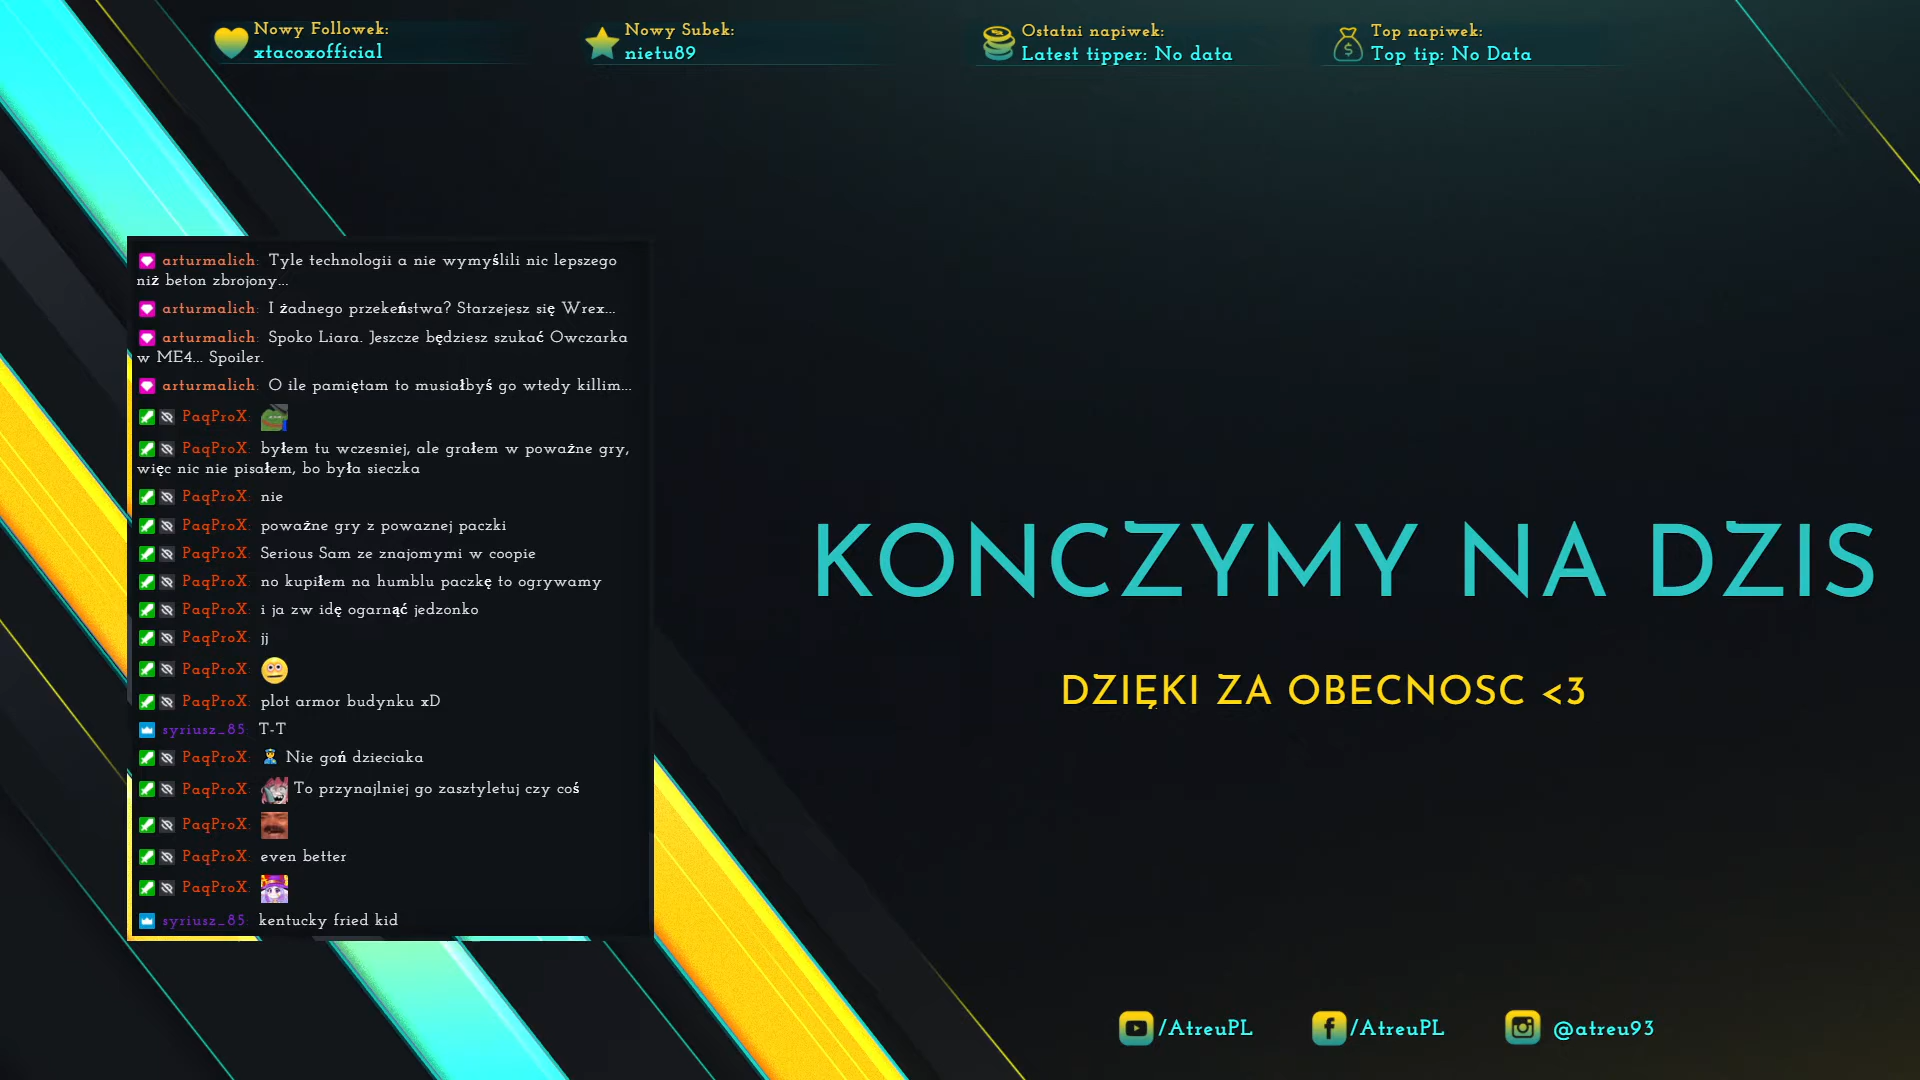 Nowy Followek:
xtacoxofficial
Nowy Subek:
nietu89
Ostatni napiwek:
Latest tipper: No data
Top napiwek:
Top tip: No Data
arturmalich: Tyle technologii a nie wymyślili nic lepszego
niż beton zbrojony...
arturmalich: I żadnego przekeństwa? Starzejesz się Wrex...
arturmalich: Spoko Liara. Jeszcze będziesz szukać Owczarka
w ME4... Spoiler.
arturmalich: O ile pamiętam to musiałbyś go wtedy killim...
PaqProX:
PaqProX: byłem tu wczesniej, ale grałem w poważne gry,
więc nic nie pisałem, bo była sieczka
PaqProX: nie
PaqProX: poważne gry z powaznej paczki
PaqProX: Serious Sam ze znajomymi w coopie
PaqProX: no kupiłem na humblu paczkę to ogrywamy
PaqProX: i ja zw idę ogarnąć jedzonko
PaqProX: jj
PaqProX:
PaqProX: plot armor budynku xD
syriusz_85: T-T
PaqProX: Nie goń dzieciaka
PaqProX: To przynajlniej go zasztyletuj czy coś
PaqProX:
PaqProX: even better
PaqProX:
syriusz_85: kentucky fried kid
KONCZYMY NA DZIS
DZIĘKI ZA OBECNOSC <3
/AtreuPL
/AtreuPL
@atreu93